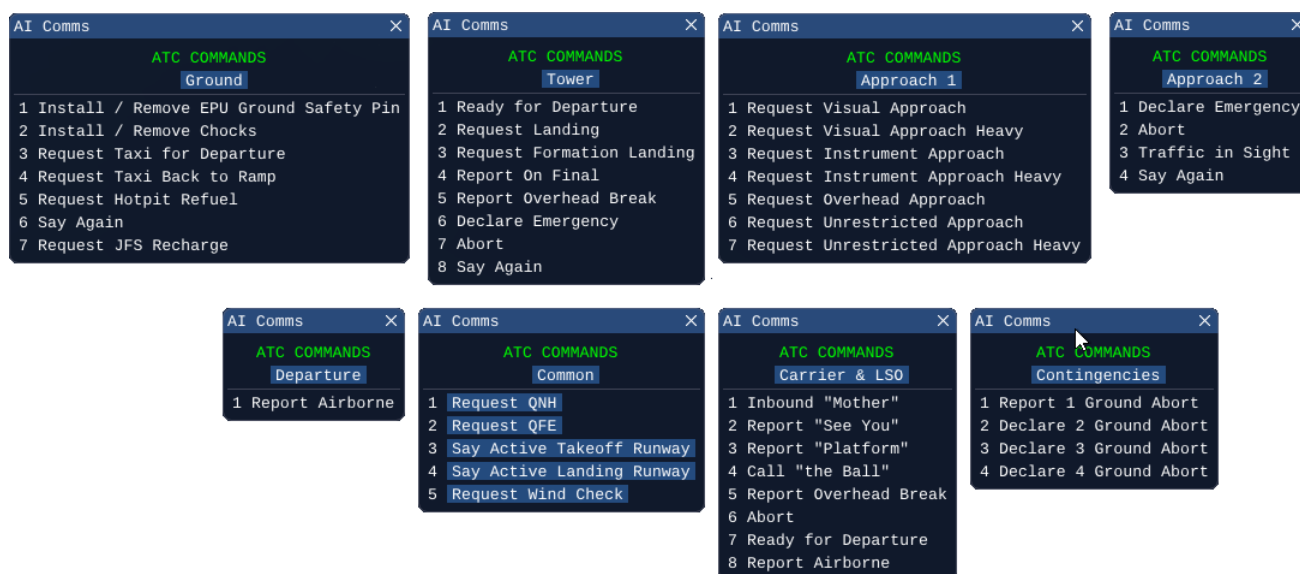 AI Comms
ATC COMMANDS
Ground
1 Install / Remove EPU Ground Safety Pin
2 Install / Remove Chocks
3 Request Taxi for Departure
4 Request Taxi Back to Ramp
5 Request Hotpit Refuel
6 Say Again
7 Request JFS Recharge
AI Comms
ATC COMMANDS
Tower
1 Ready for Departure
2 Request Landing
3 Request Formation Landing
4 Report On Final
5 Report Overhead Break
6 Declare Emergency
7 Abort
8 Say Again
AI Comms
ATC COMMANDS
Approach 1
1 Request Visual Approach
2 Request Visual Approach Heavy
3 Request Instrument Approach
4 Request Instrument Approach Heavy
5 Request Overhead Approach
6 Request Unrestricted Approach
7 Request Unrestricted Approach Heavy
AI Comms
ATC COMMANDS
Approach 2
1 Declare Emergency
2 Abort
3 Traffic in Sight
4 Say Again
AI Comms
ATC COMMANDS
Departure
1 Report Airborne
AI Comms
ATC COMMANDS
Common
1 Request QNH
2 Request QFE
3 Say Active Takeoff Runway
4 Say Active Landing Runway
5 Request Wind Check
AI Comms
ATC COMMANDS
Carrier & LSO
1 Inbound "Mother"
2 Report "See You"
3 Report "Platform"
4 Call "the Ball"
5 Report Overhead Break
6 Abort
7 Ready for Departure
8 Report Airborne
AI Comms
ATC COMMANDS
Contingencies
1 Report 1 Ground Abort
2 Declare 2 Ground Abort
3 Declare 3 Ground Abort
4 Declare 4 Ground Abort